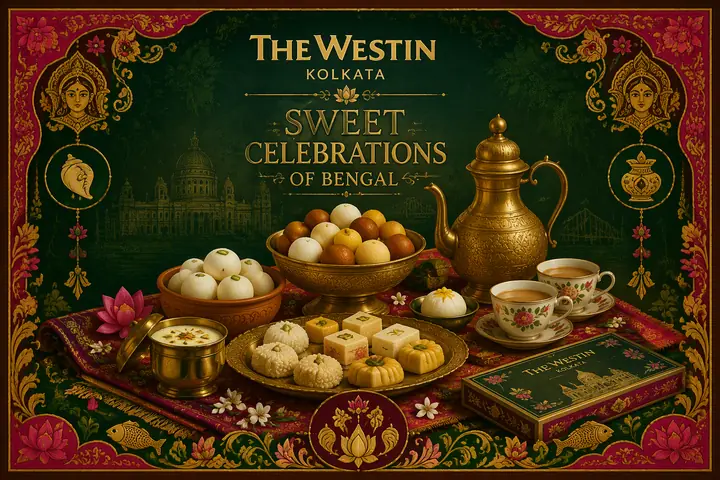 THE WESTIN
KOLKATA
SWEET
CELEBRATIONS
OF BENGAL
THE WESTIN
KOLKATA